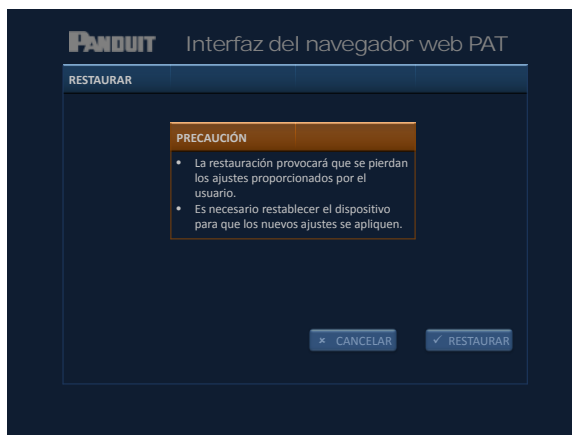 PANDUIT Interfaz del navegador web PAT
RESTAURAR
PRECAUCIÓN
• La restauración provocará que se pierdan
los ajustes proporcionados por el
usuario.
• Es necesario restablecer el dispositivo
para que los nuevos ajustes se apliquen.
× CANCELAR ✓ RESTAURAR